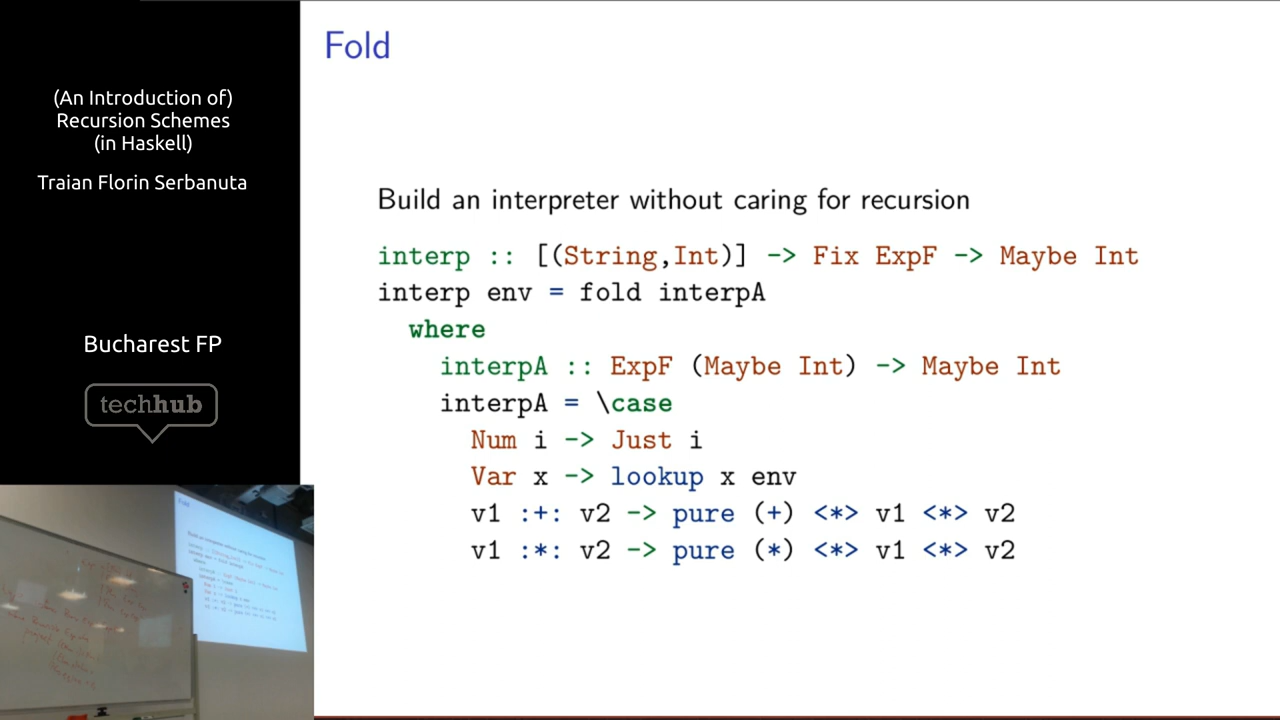 (An Introduction of)
Recursion Schemes
(in Haskell)
Traian Florin Serbanuta
Bucharest FP
techhub
Fold
Build an interpreter without caring for recursion
interp :: [(String,Int)] -> Fix ExpF -> Maybe Int
interp env = fold interpA
where
interpA :: ExpF (Maybe Int) -> Maybe Int
interpA = \case
Num i -> Just i
Var x -> lookup x env
v1 :+: v2 -> pure (+) <*> v1 <*> v2
v1 :*: v2 -> pure (*) <*> v1 <*> v2
Fold